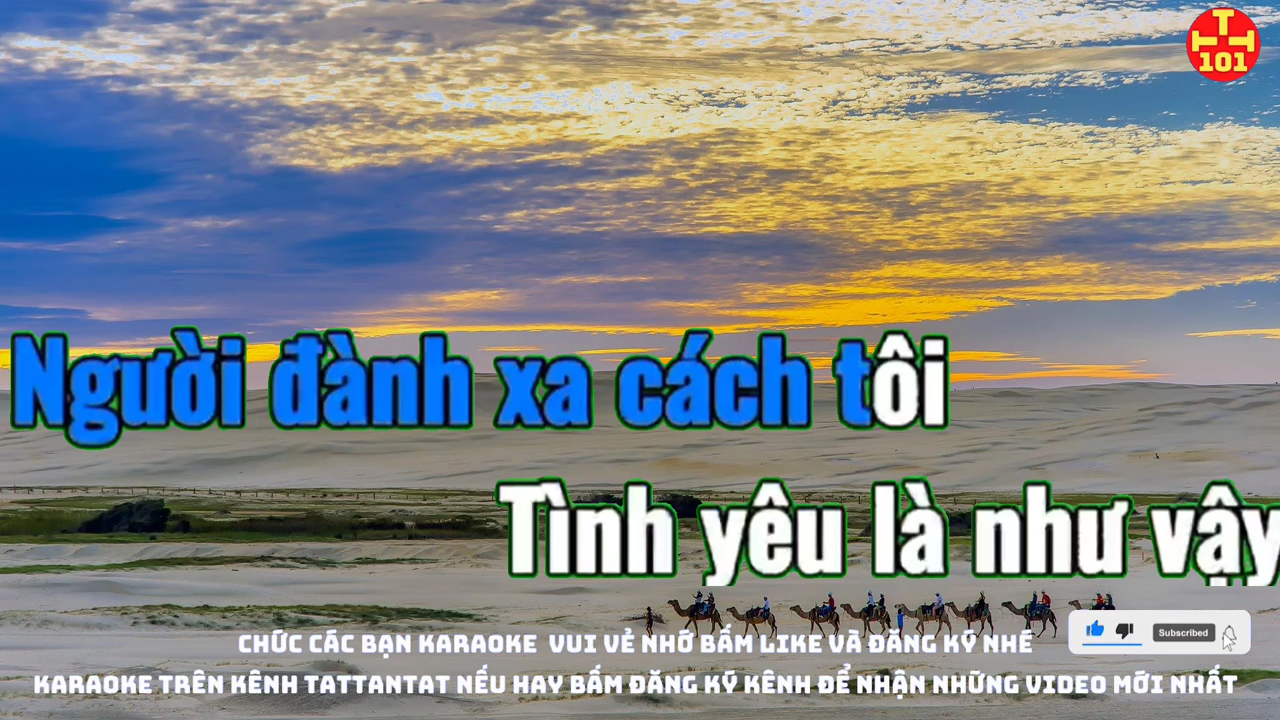 T
TTH
101
Người đành xa cách tôi
Tình yêu là như vậy
Subscribed
CHÚC CÁC BẠN KARAOKE VUI VẺ NHỚ BẤM LIKE VÀ ĐĂNG KÝ NHÉ
KARAOKE TRÊN KÊNH TATTANTAT NẾU HAY BẤM ĐĂNG KÝ KÊNH ĐỂ NHẬN NHỮNG VIDEO MỚI NHẤT